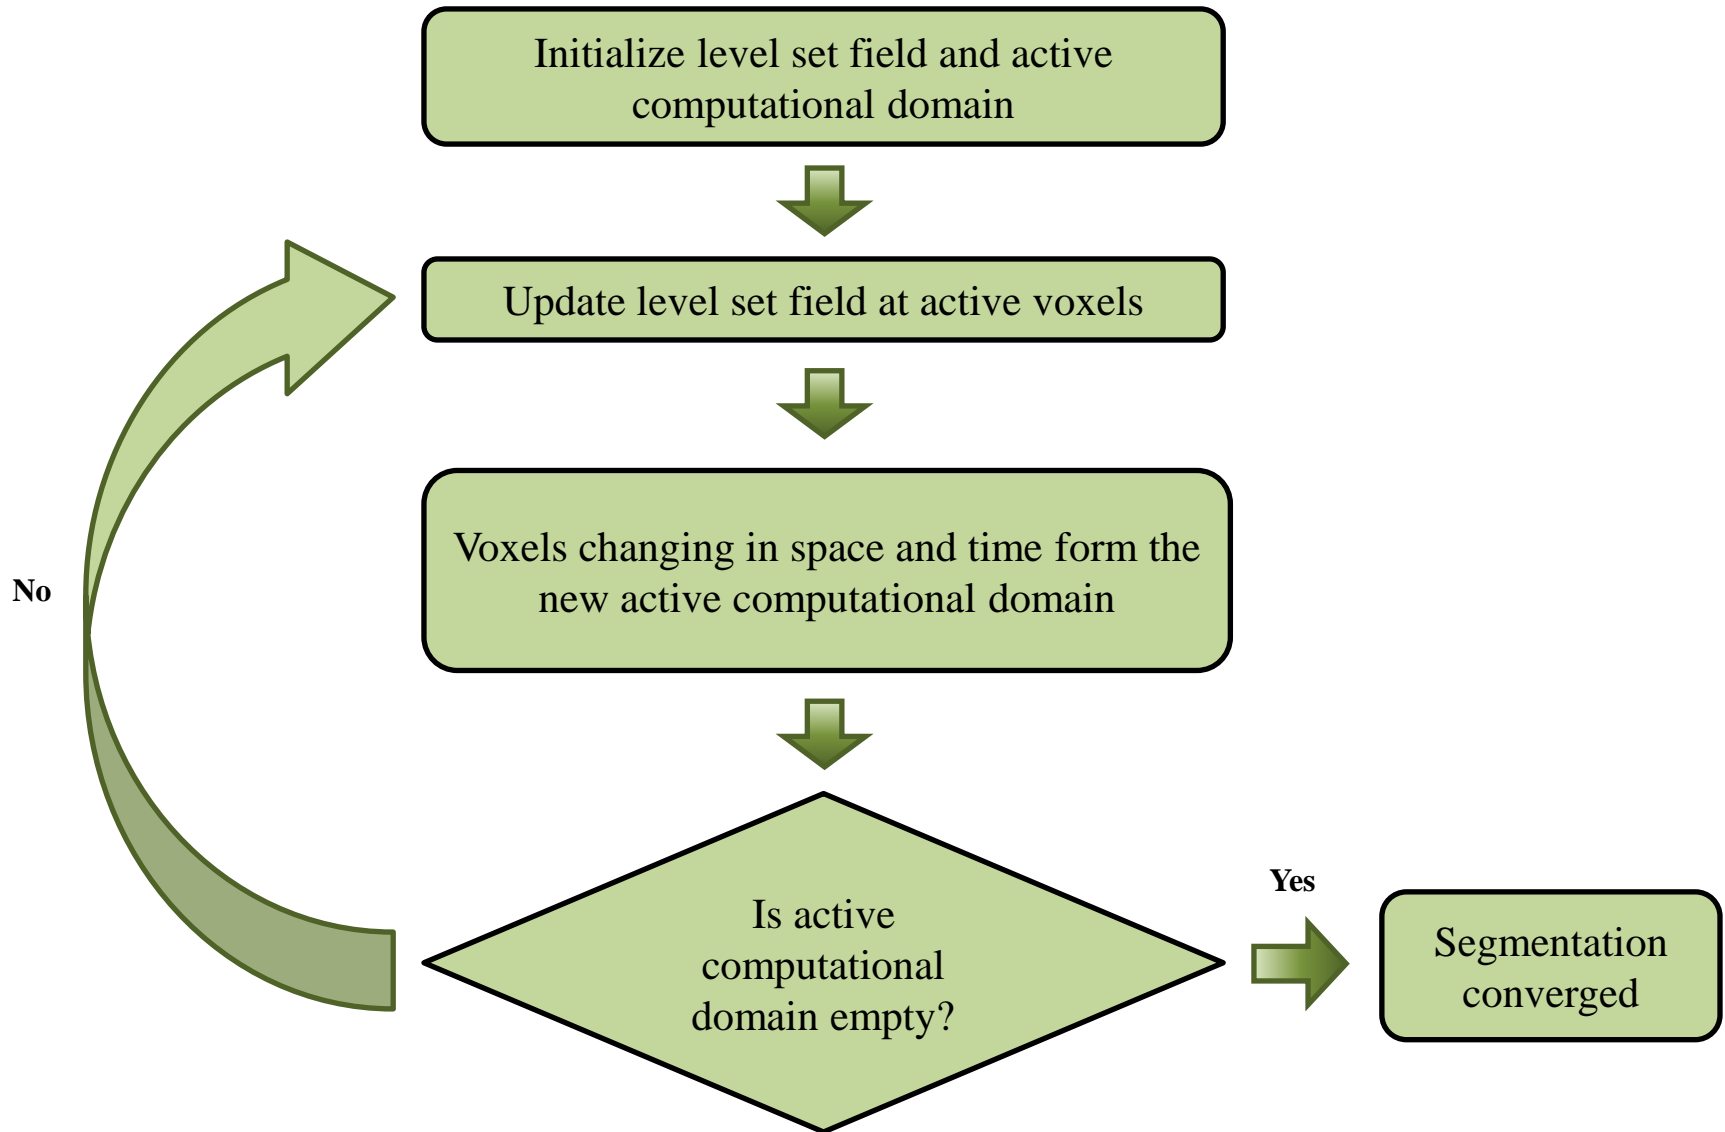 Initialize level set field and active
computational domain
Update level set field at active voxels
Voxels changing in space and time form the
new active computational domain
No
Is active
computational
domain empty?
Yes
Segmentation
converged